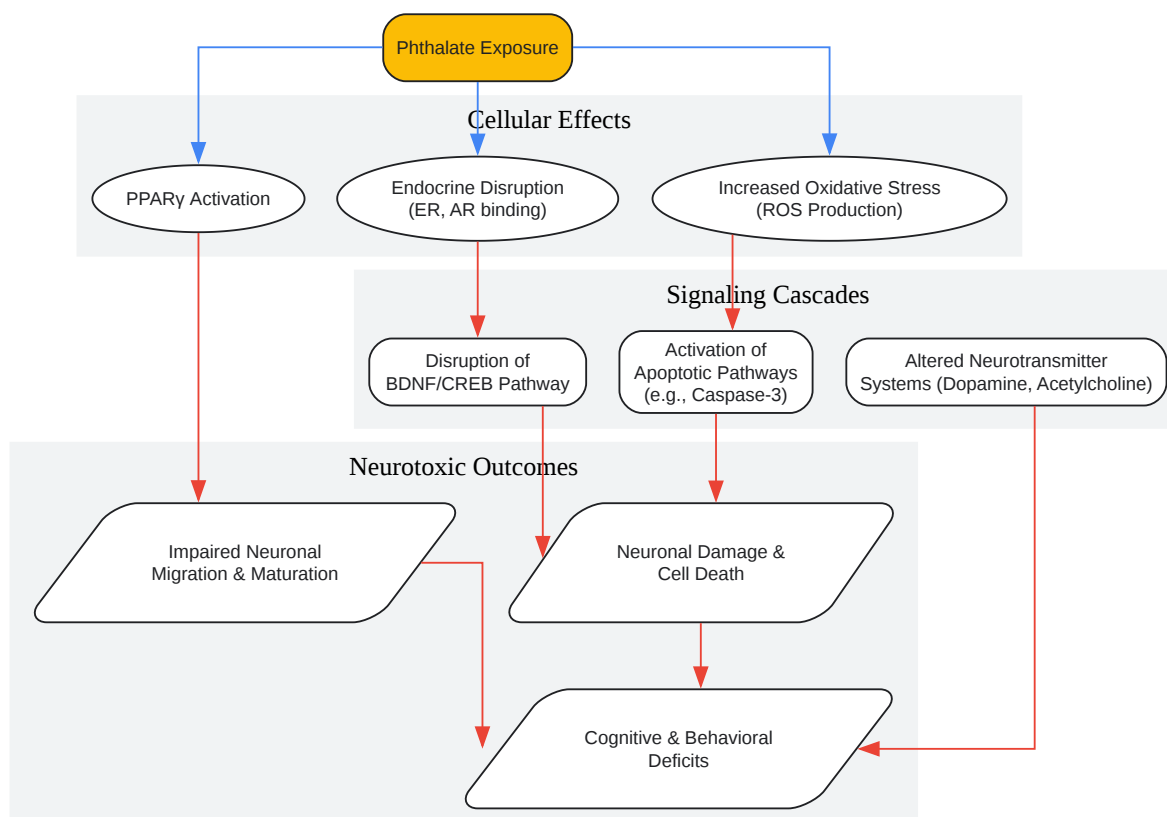 Phthalate Exposure
Cellular Effects
PPARγ Activation
Endocrine Disruption
(ER, AR binding)
Increased Oxidative Stress
(ROS Production)
Signaling Cascades
Disruption of
BDNF/CREB Pathway
Activation of
Apoptotic Pathways
(e.g., Caspase-3)
Altered Neurotransmitter
Systems (Dopamine, Acetylcholine)
Neurotoxic Outcomes
Impaired Neuronal
Migration & Maturation
Neuronal Damage &
Cell Death
Cognitive & Behavioral
Deficits